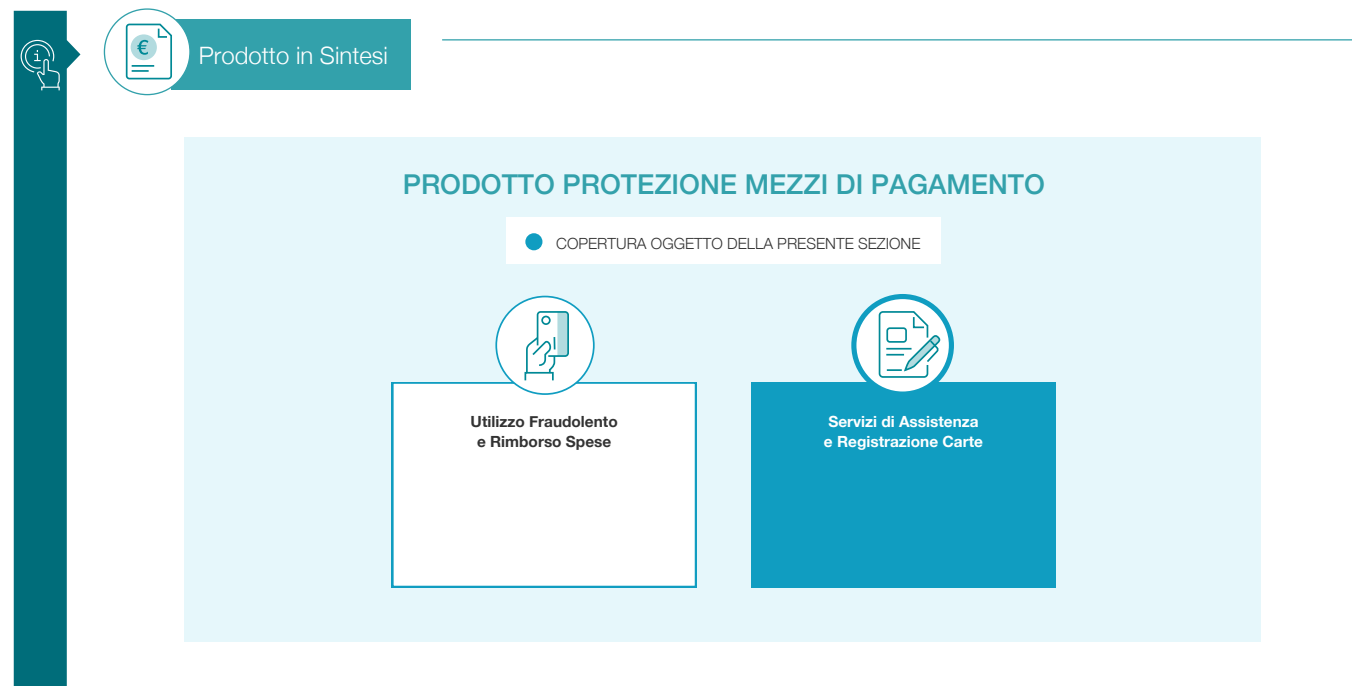 Prodotto in Sintesi
PRODOTTO PROTEZIONE MEZZI DI PAGAMENTO
COPERTURA OGGETTO DELLA PRESENTE SEZIONE
Utilizzo Fraudolento
e Rimborso Spese
Servizi di Assistenza
e Registrazione Carte